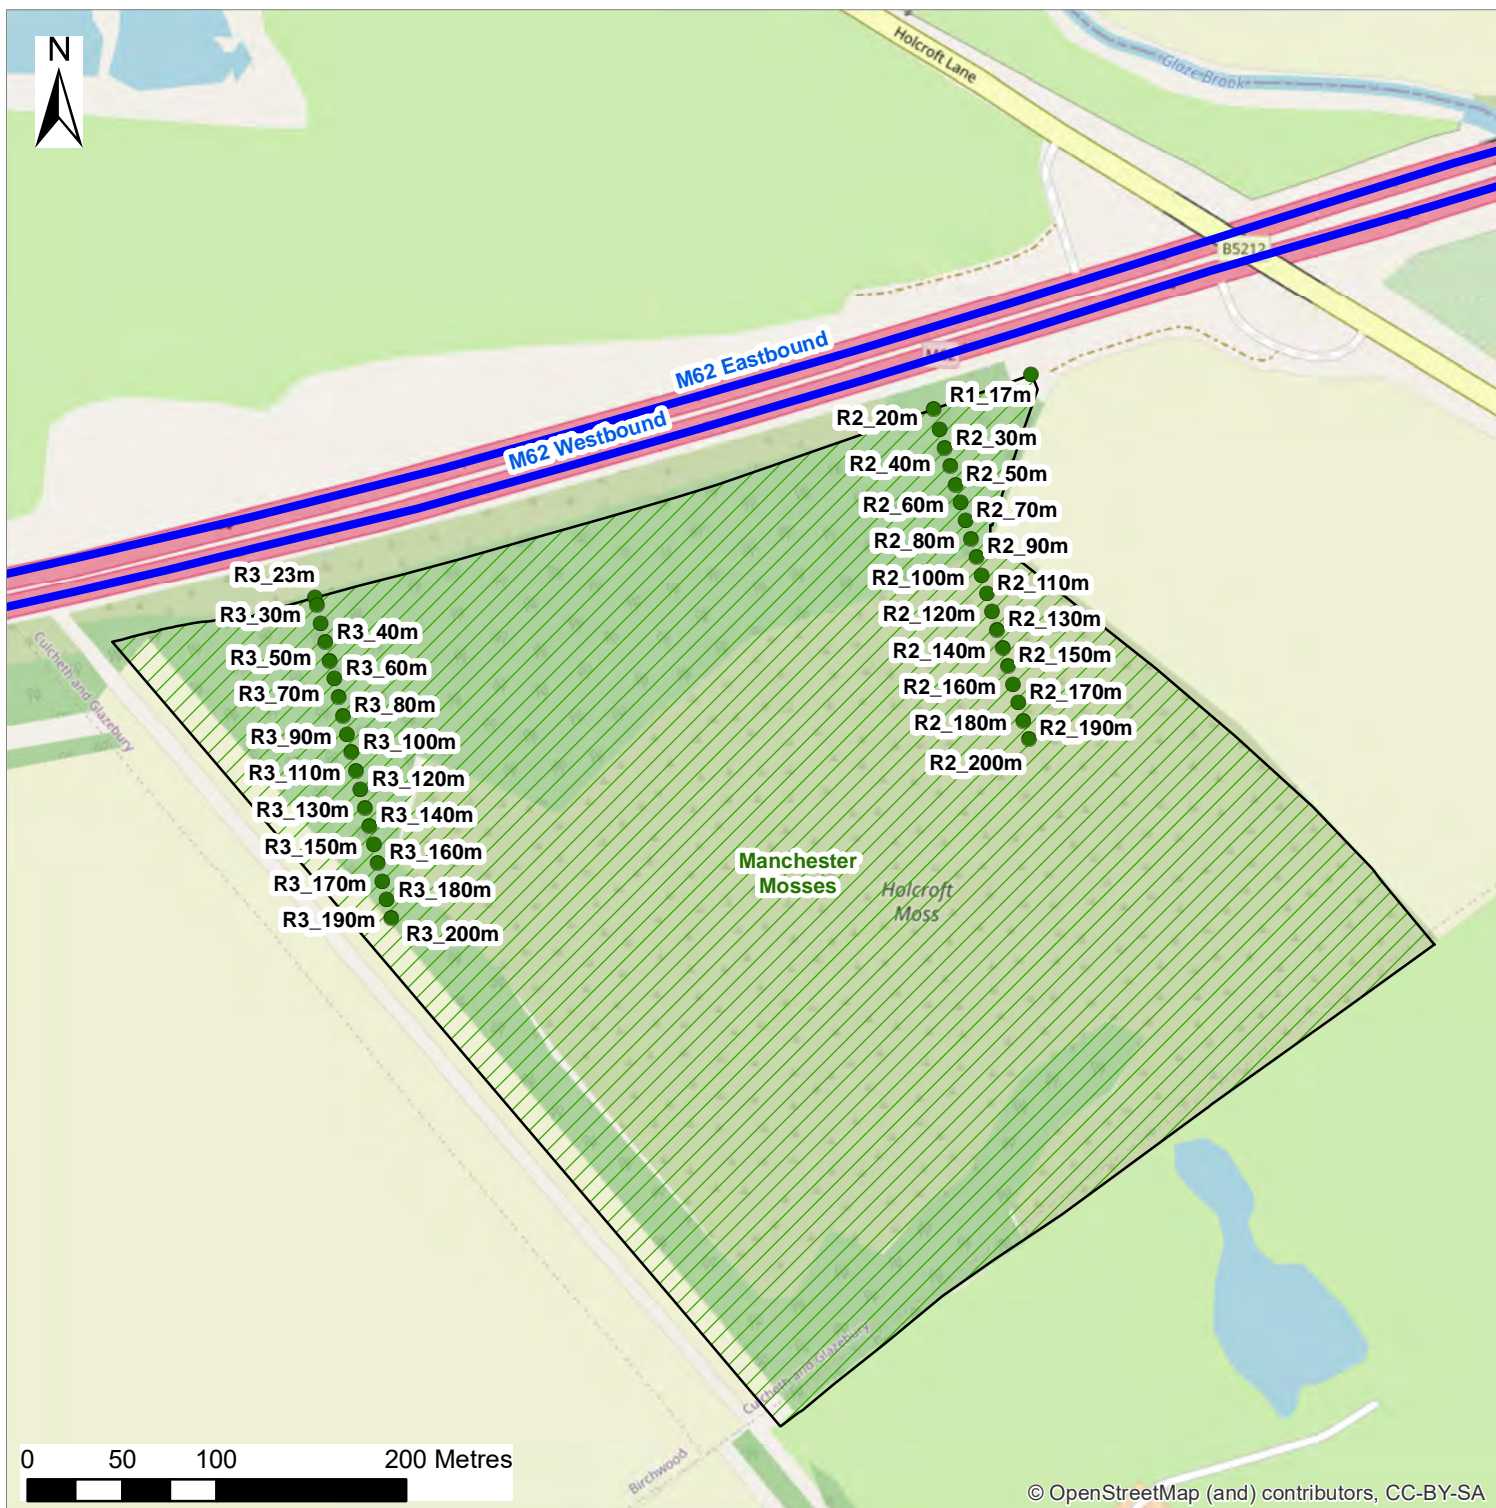 N
Holcroft Lane
Glaze Brook
B5212
M62 Eastbound
M62
M62 Westbound
R1_17m
R2_20m
R2_30m
R2_40m
R2_50m
R2_60m
R2_70m
R2_80m
R2_90m
R2_100m
R2_110m
R2_120m
R2_130m
R2_140m
R2_150m
R2_160m
R2_170m
R2_180m
R2_190m
R2_200m
R3_23m
R3_30m
R3_40m
R3_50m
R3_60m
R3_70m
R3_80m
R3_90m
R3_100m
R3_110m
R3_120m
R3_130m
R3_140m
R3_150m
R3_160m
R3_170m
R3_180m
R3_190m
R3_200m
Culcheth and Glazebury
Manchester
Mosses
Holcroft
Moss
Culcheth and Glazebury
Birchwood
0 50 100 200 Metres
© OpenStreetMap (and) contributors, CC-BY-SA